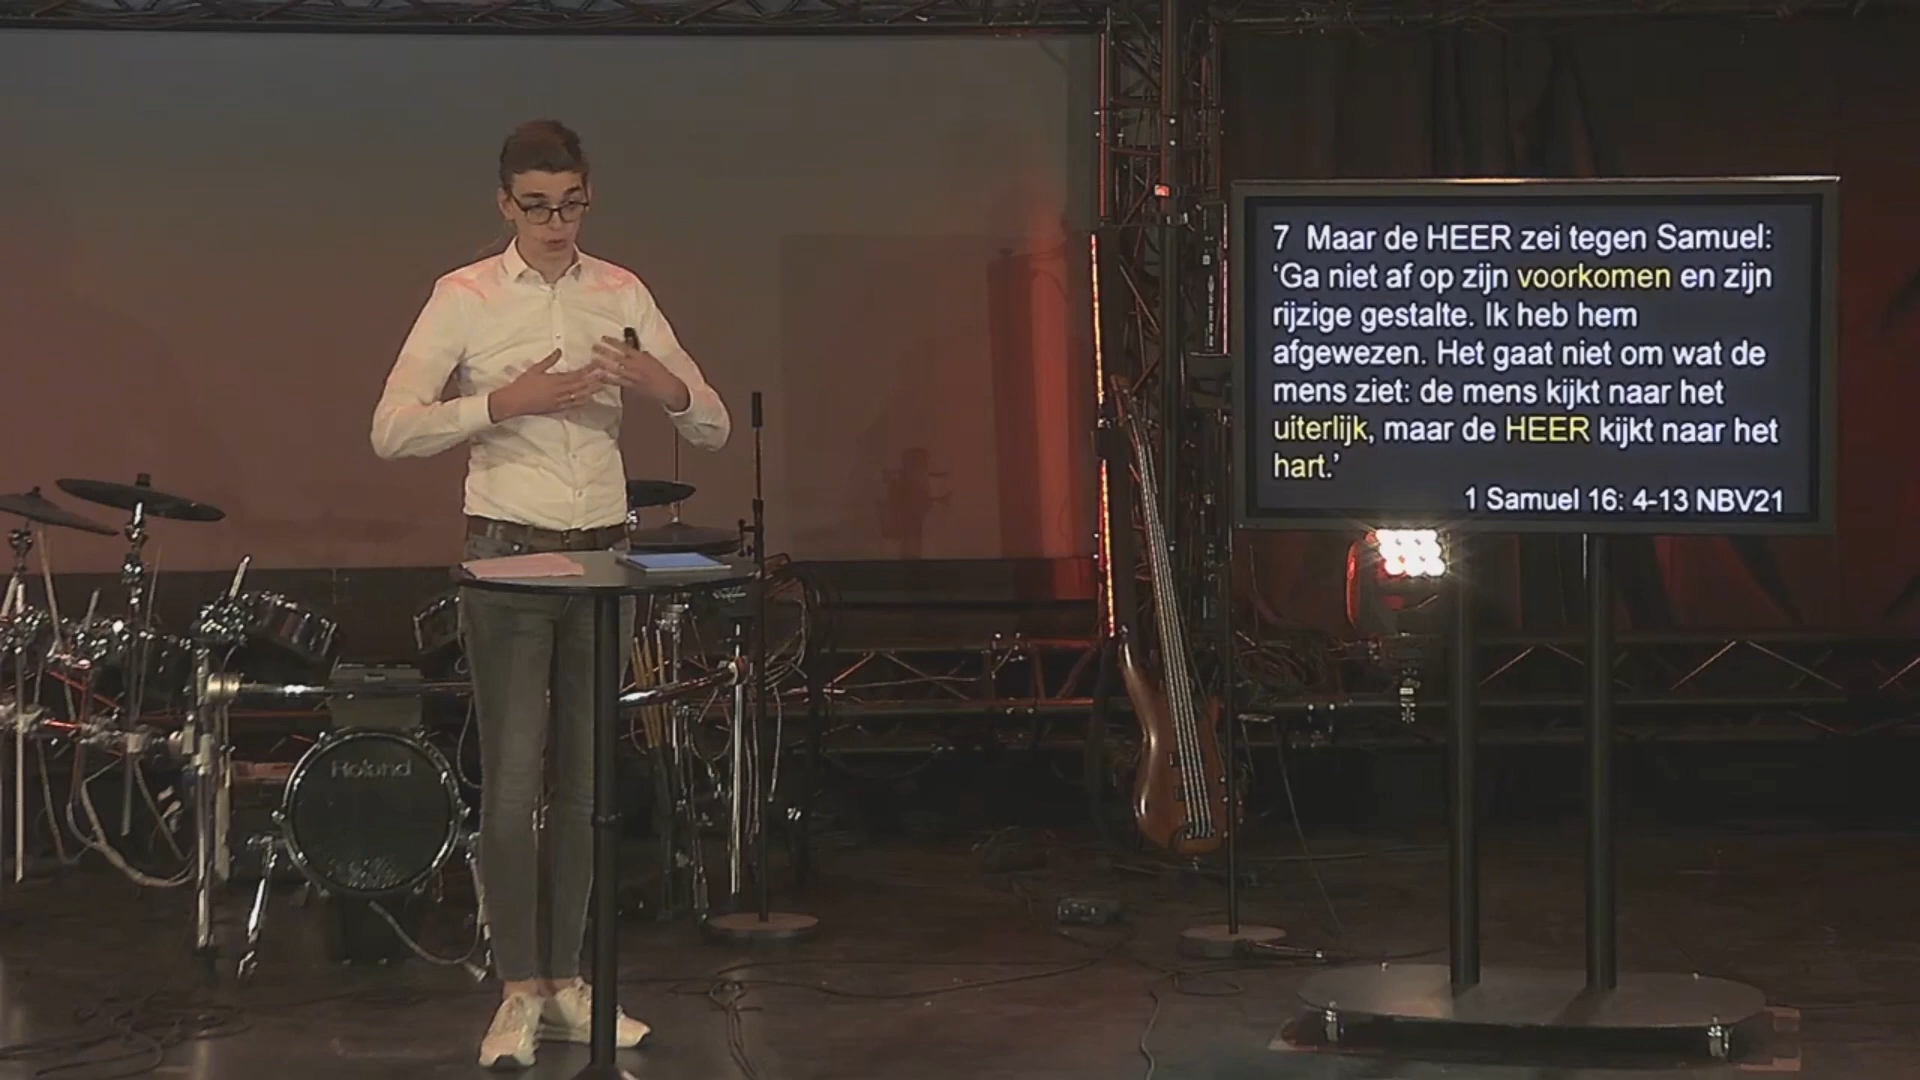 7 Maar de HEER zei tegen Samuel:
‘Ga niet af op zijn voorkomen en zijn
rijzige gestalte. Ik heb hem
afgewezen. Het gaat niet om wat de
mens ziet: de mens kijkt naar het
uiterlijk, maar de HEER kijkt naar het
hart.’
1 Samuel 16: 4-13 NBV21
Roland